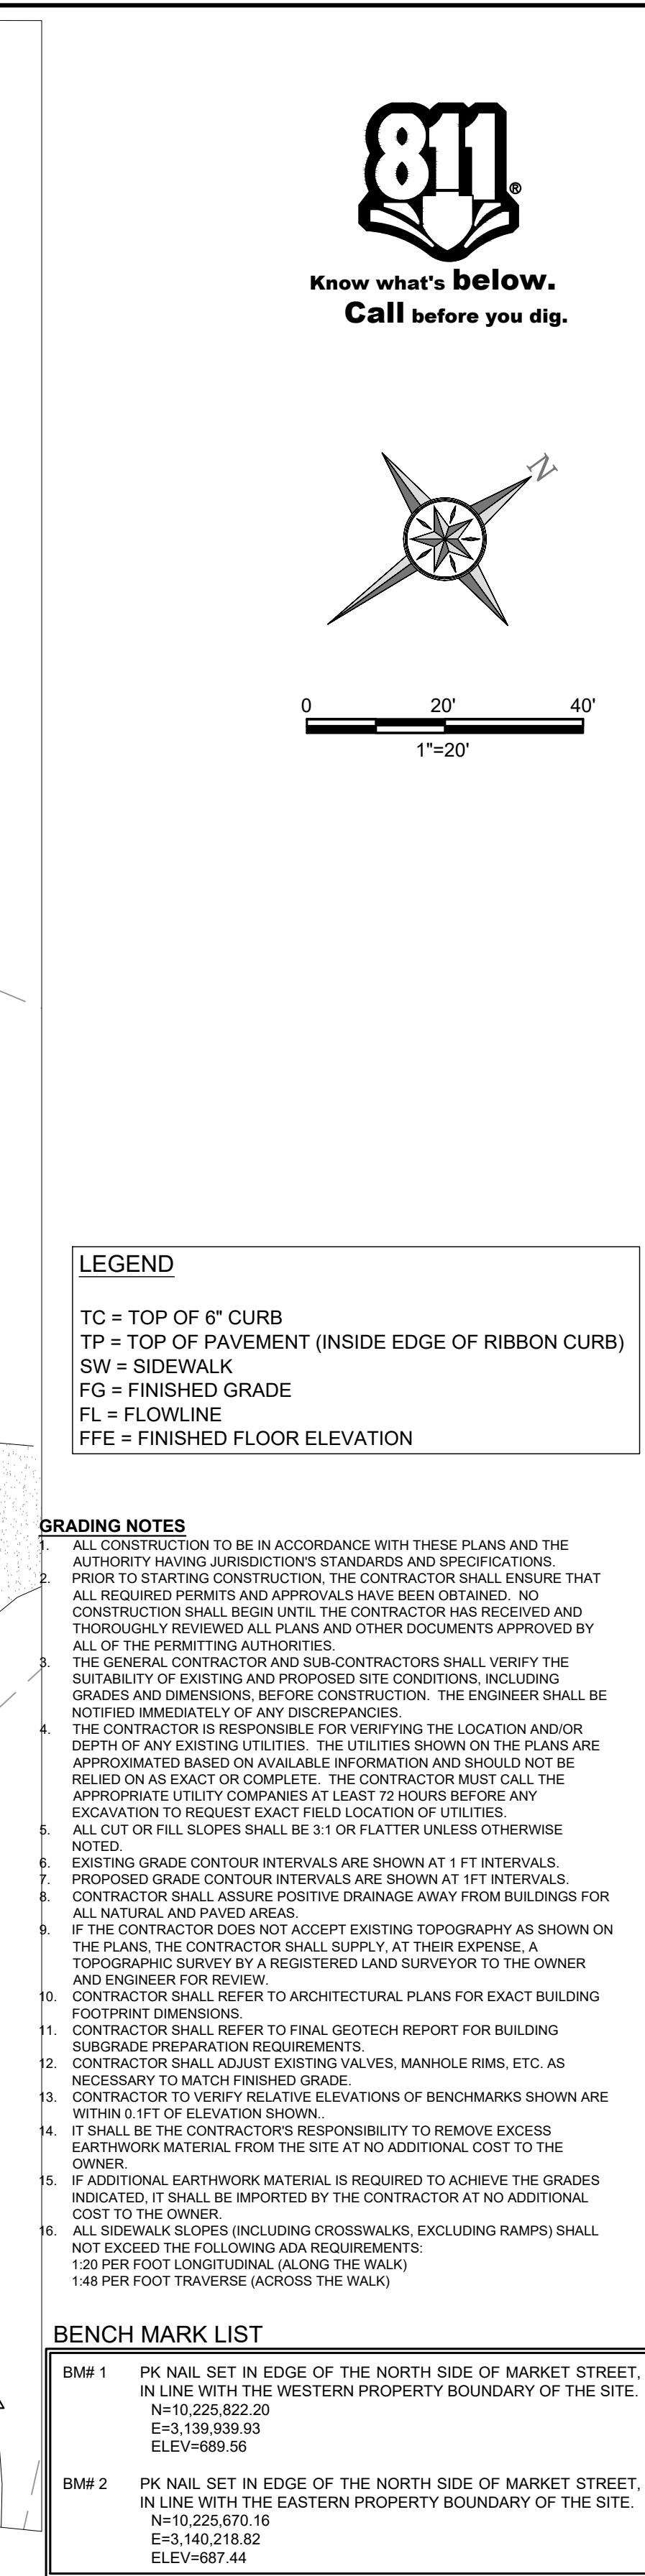 811®
Know what's below.
Call before you dig.
N
0 20' 40'
1"=20'
LEGEND
TC = TOP OF 6" CURB
TP = TOP OF PAVEMENT (INSIDE EDGE OF RIBBON CURB)
SW = SIDEWALK
FG = FINISHED GRADE
FL = FLOWLINE
FFE = FINISHED FLOOR ELEVATION
GRADING NOTES
1. ALL CONSTRUCTION TO BE IN ACCORDANCE WITH THESE PLANS AND THE
AUTHORITY HAVING JURISDICTION'S STANDARDS AND SPECIFICATIONS.
2. PRIOR TO STARTING CONSTRUCTION, THE CONTRACTOR SHALL ENSURE THAT
ALL REQUIRED PERMITS AND APPROVALS HAVE BEEN OBTAINED. NO
CONSTRUCTION SHALL BEGIN UNTIL THE CONTRACTOR HAS RECEIVED AND
THOROUGHLY REVIEWED ALL PLANS AND OTHER DOCUMENTS APPROVED BY
ALL OF THE PERMITTING AUTHORITIES.
3. THE GENERAL CONTRACTOR AND SUB-CONTRACTORS SHALL VERIFY THE
SUITABILITY OF EXISTING AND PROPOSED SITE CONDITIONS, INCLUDING
GRADES AND DIMENSIONS, BEFORE CONSTRUCTION. THE ENGINEER SHALL BE
NOTIFIED IMMEDIATELY OF ANY DISCREPANCIES.
4. THE CONTRACTOR IS RESPONSIBLE FOR VERIFYING THE LOCATION AND/OR
DEPTH OF ANY EXISTING UTILITIES. THE UTILITIES SHOWN ON THE PLANS ARE
APPROXIMATED BASED ON AVAILABLE INFORMATION AND SHOULD NOT BE
RELIED ON AS EXACT OR COMPLETE. THE CONTRACTOR MUST CALL THE
APPROPRIATE UTILITY COMPANIES AT LEAST 72 HOURS BEFORE ANY
EXCAVATION TO REQUEST EXACT FIELD LOCATION OF UTILITIES.
5. ALL CUT OR FILL SLOPES SHALL BE 3:1 OR FLATTER UNLESS OTHERWISE
NOTED.
6. EXISTING GRADE CONTOUR INTERVALS ARE SHOWN AT 1 FT INTERVALS.
7. PROPOSED GRADE CONTOUR INTERVALS ARE SHOWN AT 1FT INTERVALS.
8. CONTRACTOR SHALL ASSURE POSITIVE DRAINAGE AWAY FROM BUILDINGS FOR
ALL NATURAL AND PAVED AREAS.
9. IF THE CONTRACTOR DOES NOT ACCEPT EXISTING TOPOGRAPHY AS SHOWN ON
THE PLANS, THE CONTRACTOR SHALL SUPPLY, AT THEIR EXPENSE, A
TOPOGRAPHIC SURVEY BY A REGISTERED LAND SURVEYOR TO THE OWNER
AND ENGINEER FOR REVIEW.
10. CONTRACTOR SHALL REFER TO ARCHITECTURAL PLANS FOR EXACT BUILDING
FOOTPRINT DIMENSIONS.
11. CONTRACTOR SHALL REFER TO FINAL GEOTECH REPORT FOR BUILDING
SUBGRADE PREPARATION REQUIREMENTS.
12. CONTRACTOR SHALL ADJUST EXISTING VALVES, MANHOLE RIMS, ETC. AS
NECESSARY TO MATCH FINISHED GRADE.
13. CONTRACTOR TO VERIFY RELATIVE ELEVATIONS OF BENCHMARKS SHOWN ARE
WITHIN 0.1FT OF ELEVATION SHOWN..
14. IT SHALL BE THE CONTRACTOR'S RESPONSIBILITY TO REMOVE EXCESS
EARTHWORK MATERIAL FROM THE SITE AT NO ADDITIONAL COST TO THE
OWNER.
15. IF ADDITIONAL EARTHWORK MATERIAL IS REQUIRED TO ACHIEVE THE GRADES
INDICATED, IT SHALL BE IMPORTED BY THE CONTRACTOR AT NO ADDITIONAL
COST TO THE OWNER.
16. ALL SIDEWALK SLOPES (INCLUDING CROSSWALKS, EXCLUDING RAMPS) SHALL
NOT EXCEED THE FOLLOWING ADA REQUIREMENTS:
1:20 PER FOOT LONGITUDINAL (ALONG THE WALK)
1:48 PER FOOT TRAVERSE (ACROSS THE WALK)
BENCH MARK LIST
BM# 1 PK NAIL SET IN EDGE OF THE NORTH SIDE OF MARKET STREET,
IN LINE WITH THE WESTERN PROPERTY BOUNDARY OF THE SITE.
N=10,225,822.20
E=3,139,939.93
ELEV=689.56
BM# 2 PK NAIL SET IN EDGE OF THE NORTH SIDE OF MARKET STREET,
IN LINE WITH THE EASTERN PROPERTY BOUNDARY OF THE SITE.
N=10,225,670.16
E=3,140,218.82
ELEV=687.44